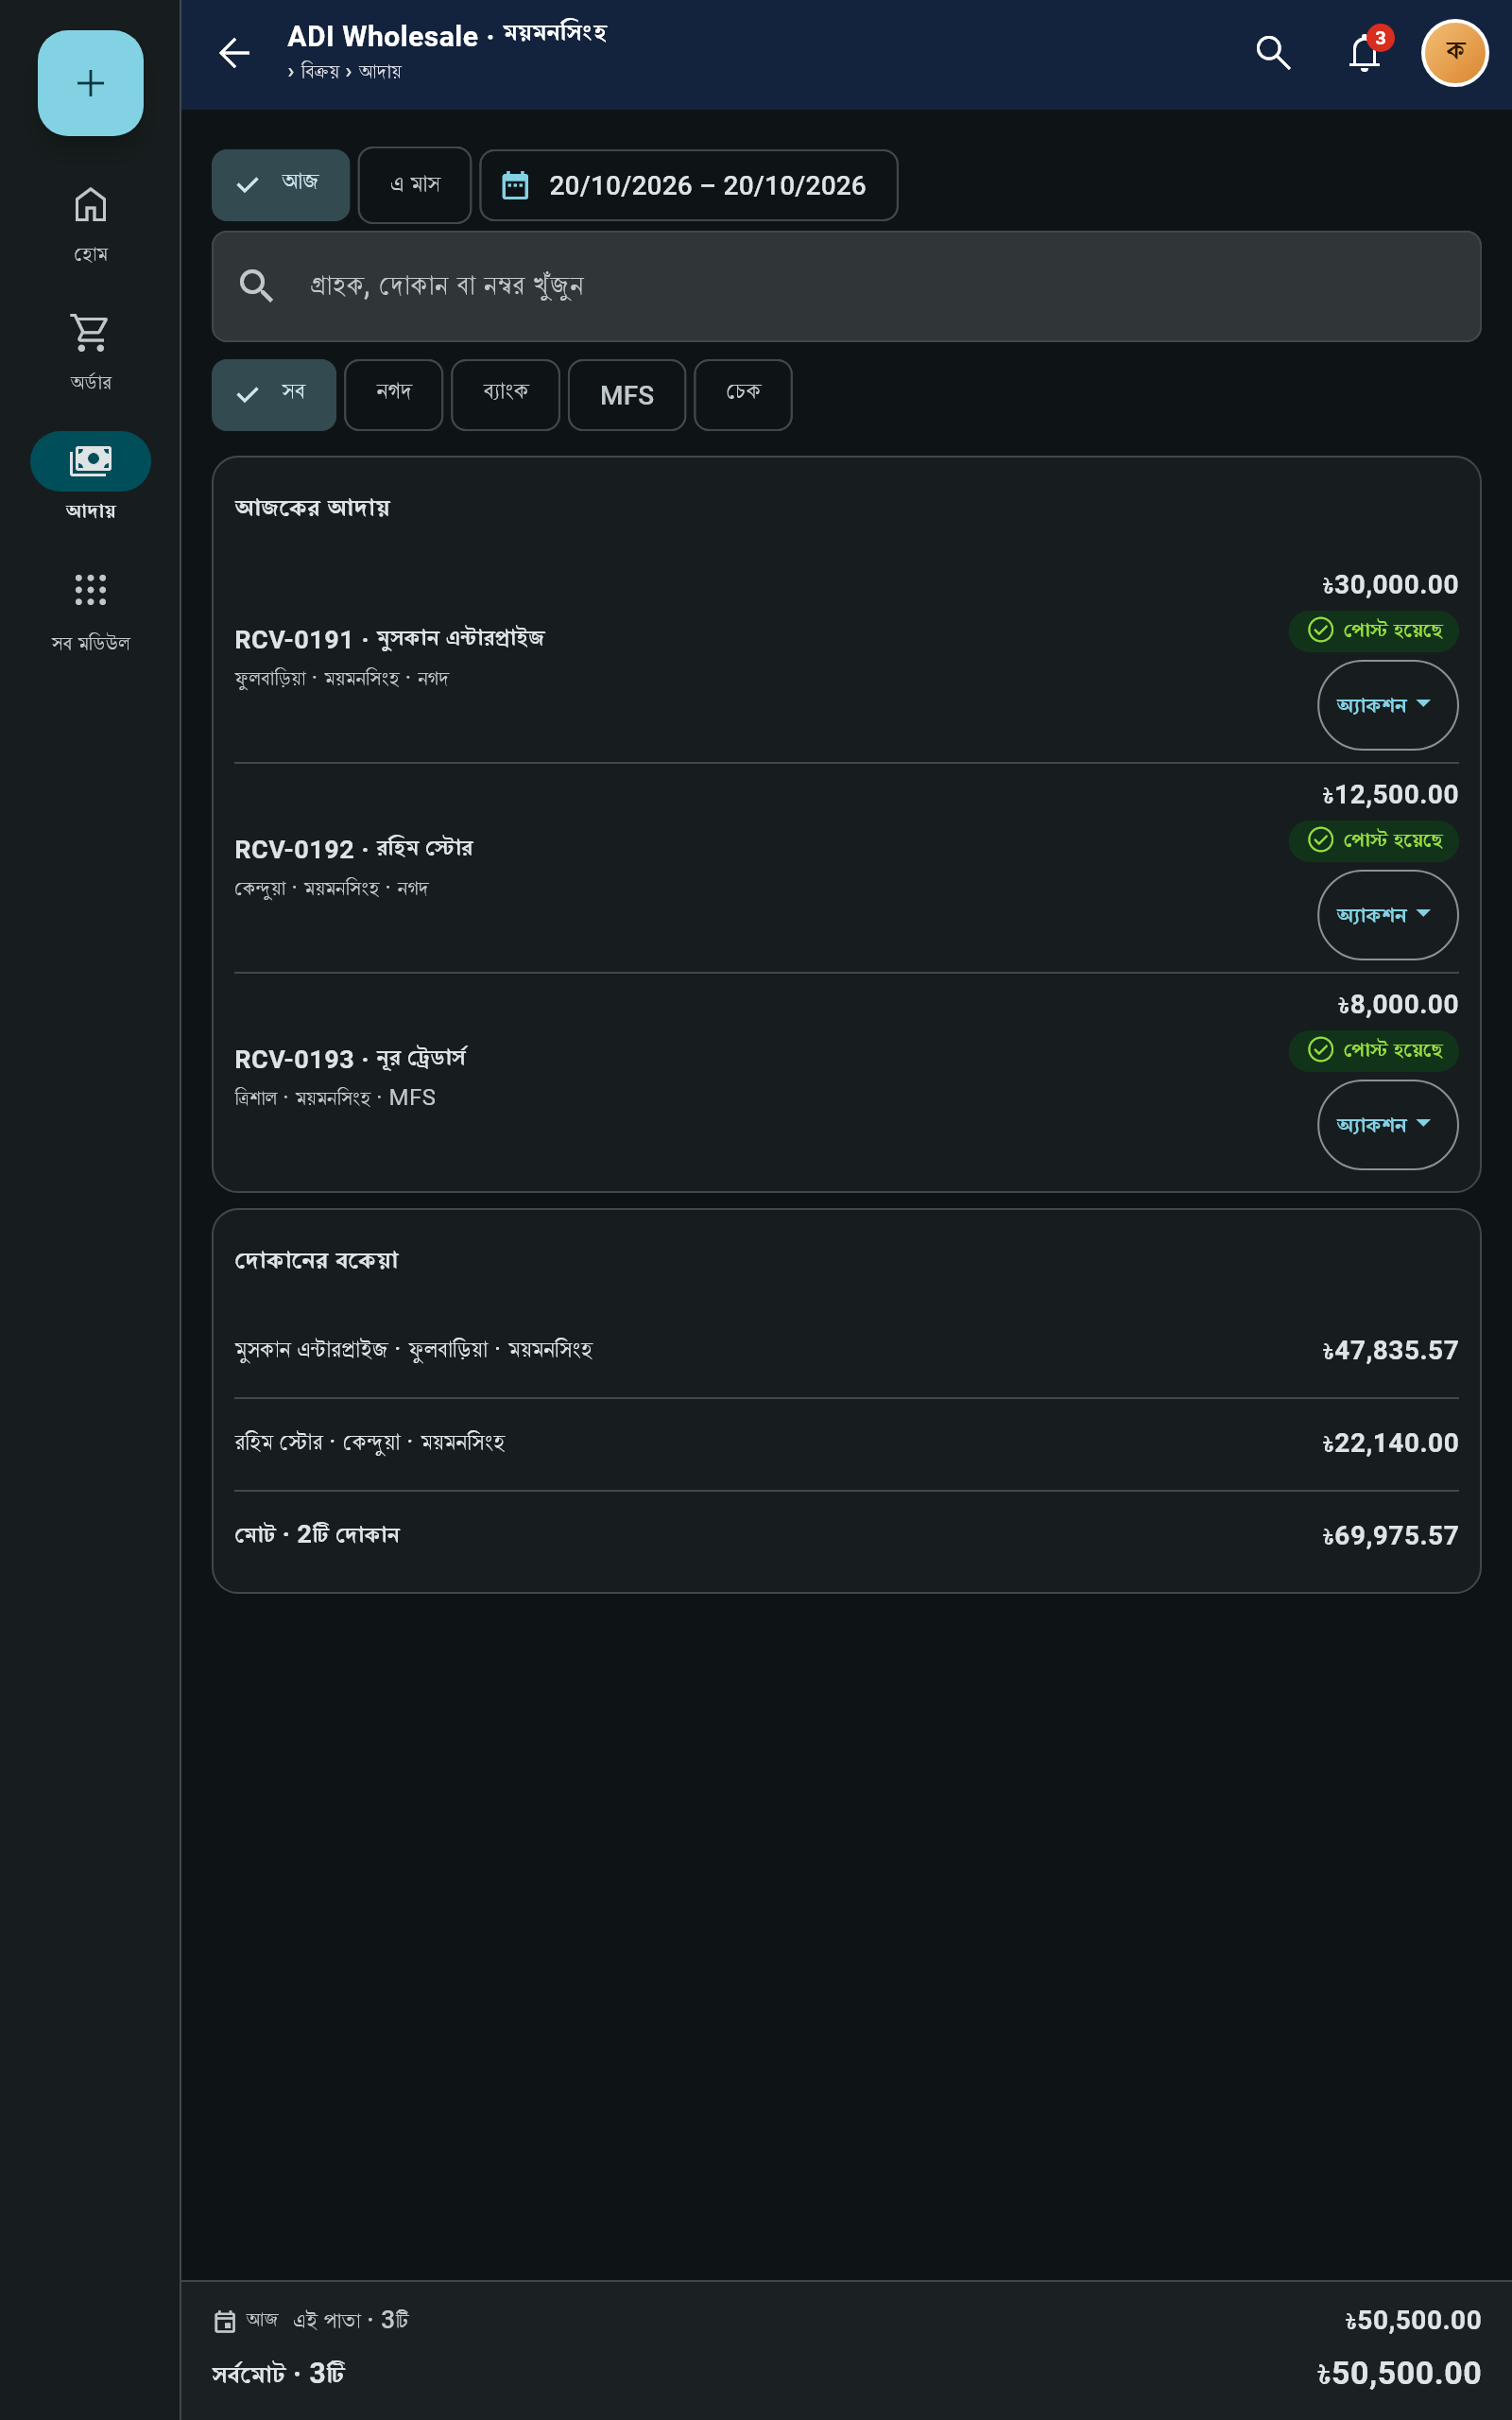 ADI Wholesale · ময়মনসিংহ
› বিক্রয় › আদায়
3
ক
হোম
অর্ডার
আদায়
সব মডিউল
আজ
এ মাস
20/10/2026 – 20/10/2026
গ্রাহক, দোকান বা নম্বর খুঁজুন
সব
নগদ
ব্যাংক
MFS
চেক
আজকের আদায়
৳30,000.00
RCV-0191 · মুসকান এন্টারপ্রাইজ
পোস্ট হয়েছে
ফুলবাড়িয়া · ময়মনসিংহ · নগদ
অ্যাকশন
৳12,500.00
RCV-0192 · রহিম স্টোর
পোস্ট হয়েছে
কেন্দুয়া · ময়মনসিংহ · নগদ
অ্যাকশন
৳8,000.00
RCV-0193 · নূর ট্রেডার্স
পোস্ট হয়েছে
ত্রিশাল · ময়মনসিংহ · MFS
অ্যাকশন
দোকানের বকেয়া
মুসকান এন্টারপ্রাইজ · ফুলবাড়িয়া · ময়মনসিংহ ৳47,835.57
রহিম স্টোর · কেন্দুয়া · ময়মনসিংহ ৳22,140.00
মোট · 2টি দোকান ৳69,975.57
আজ এই পাতা · 3টি ৳50,500.00
সর্বমোট · 3টি ৳50,500.00